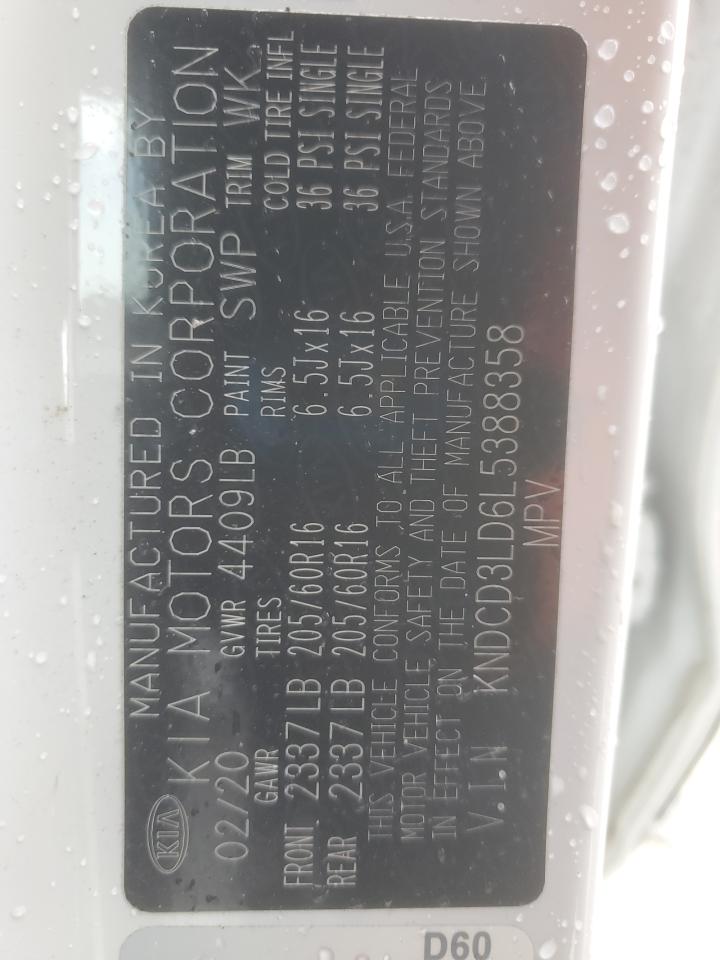 KIA
MANUFACTURED IN KOREA BY
KIA MOTORS CORPORATION
02/20 GVWR 4409LB PAINT SWP TRIM WK
GAWR TIRES RIMS COLD TIRE INFL
FRONT 2337LB 205/60R16 6.5Jx16 36 PSI SINGLE
REAR 2337LB 205/60R16 6.5Jx16 36 PSI SINGLE
THIS VEHICLE CONFORMS TO ALL APPLICABLE U.S.A. FEDERAL
MOTOR VEHICLE SAFETY AND THEFT PREVENTION STANDARDS
IN EFFECT ON THE DATE OF MANUFACTURE SHOWN ABOVE.
V.I.N KNDCD3LD6L5388358
MPV
D60